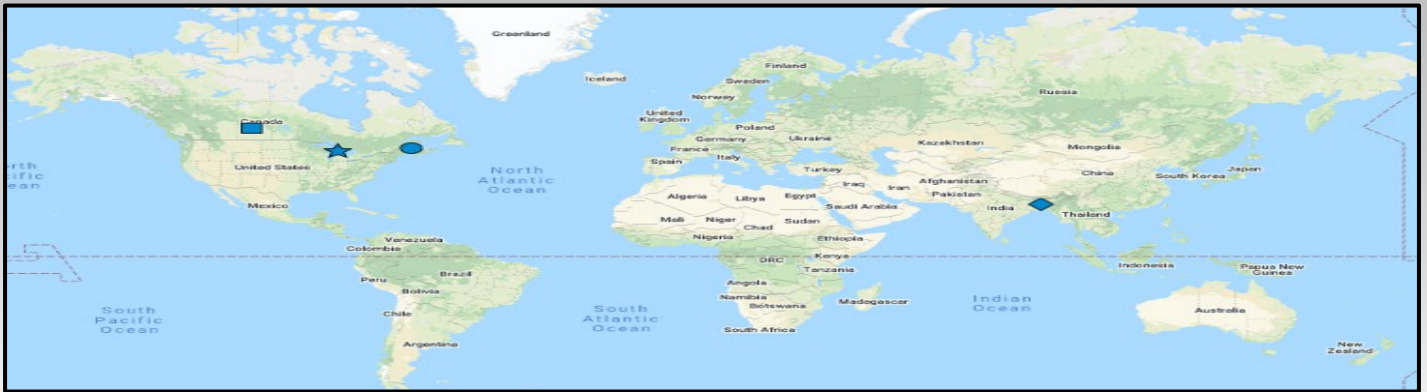 Greenland
Iceland
Finland
Sweden
Norway
Russia
United
Kingdom
Canada
Poland
Germany
Ukraine
France
Kazakhstan
Mongolia
Italy
Spain
United States
North
Atlantic
Ocean
Turkey
China
Japan
South Korea
Afghanistan
Iraq
Iran
Pakistan
Algeria
Libya
Egypt
Saudi Arabia
Mexico
India
Thailand
Mali
Niger
Chad
Sudan
Nigeria
Ethiopia
Venezuela
Colombia
DRC
Kenya
Tanzania
Indonesia
Papua New
Guinea
Peru
Brazil
Bolivia
Angola
Namibia
Botswana
Madagascar
Indian
Ocean
South
Pacific
Ocean
South
Atlantic
Ocean
Chile
South Africa
Australia
Argentina
New
Zealand